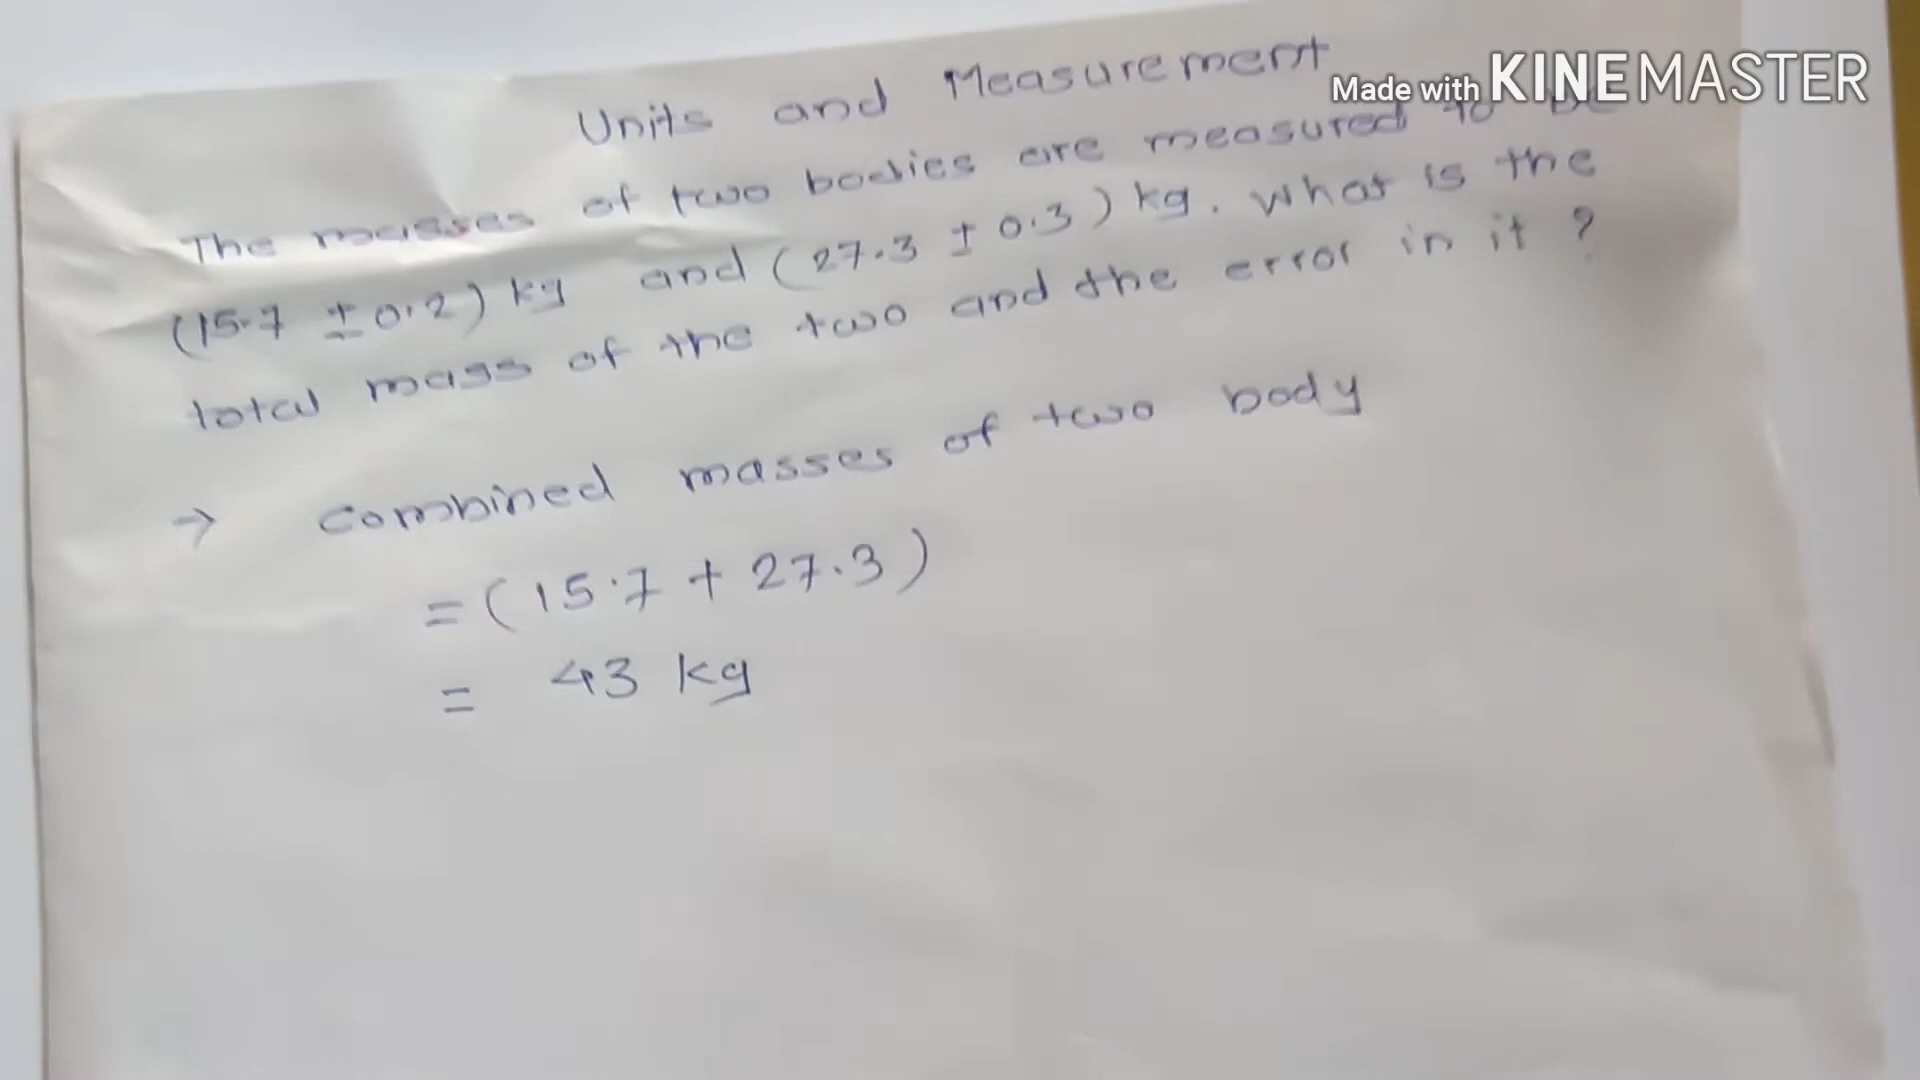 Made with KINEMASTER
Units and Measurement
The masses of two bodies are measured to be
(15.7 ± 0.2) kg and (27.3 ± 0.3) kg. What is the
total mass of the two and the error in it ?
→ combined masses of two body
= (15.7 + 27.3)
= 43 kg